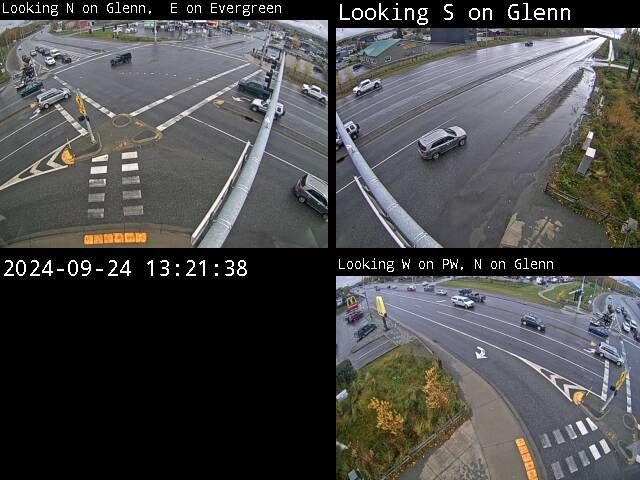 Looking N on Glenn,  E on Evergreen
Looking S on Glenn
2024-09-24 13:21:38
Looking W on PW, N on Glenn